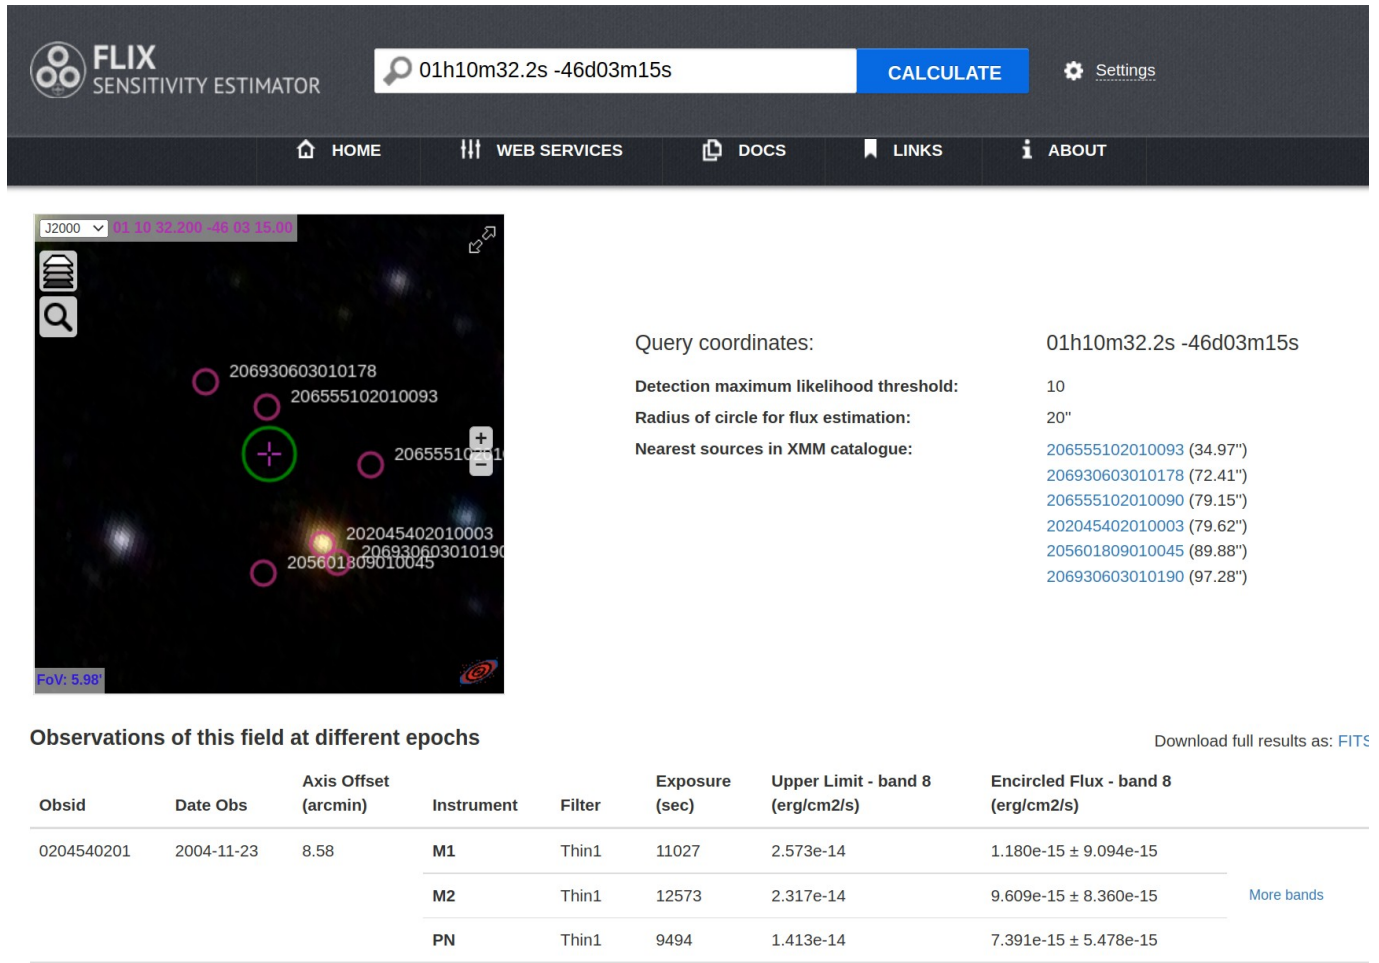 FLIX
SENSITIVITY ESTIMATOR
01h10m32.2s -46d03m15s
CALCULATE
Settings
HOME WEB SERVICES DOCS LINKS ABOUT
J2000 01 10 32.200 -46 03 15.00
206930603010178
206555102010093
202045402010003
206930603010190
205601809010045
+
−
FoV: 5.98'
Query coordinates: 01h10m32.2s -46d03m15s
Detection maximum likelihood threshold: 10
Radius of circle for flux estimation: 20"
Nearest sources in XMM catalogue: 206555102010093 (34.97")
206930603010178 (72.41")
206555102010090 (79.15")
202045402010003 (79.62")
205601809010045 (89.88")
206930603010190 (97.28")
Observations of this field at different epochs
Download full results as: FITS
Obsid Date Obs Axis Offset (arcmin) Instrument Filter Exposure (sec) Upper Limit - band 8 (erg/cm2/s) Encircled Flux - band 8 (erg/cm2/s)
0204540201 2004-11-23 8.58 M1 Thin1 11027 2.573e-14 1.180e-15 ± 9.094e-15
M2 Thin1 12573 2.317e-14 9.609e-15 ± 8.360e-15 More bands
PN Thin1 9494 1.413e-14 7.391e-15 ± 5.478e-15